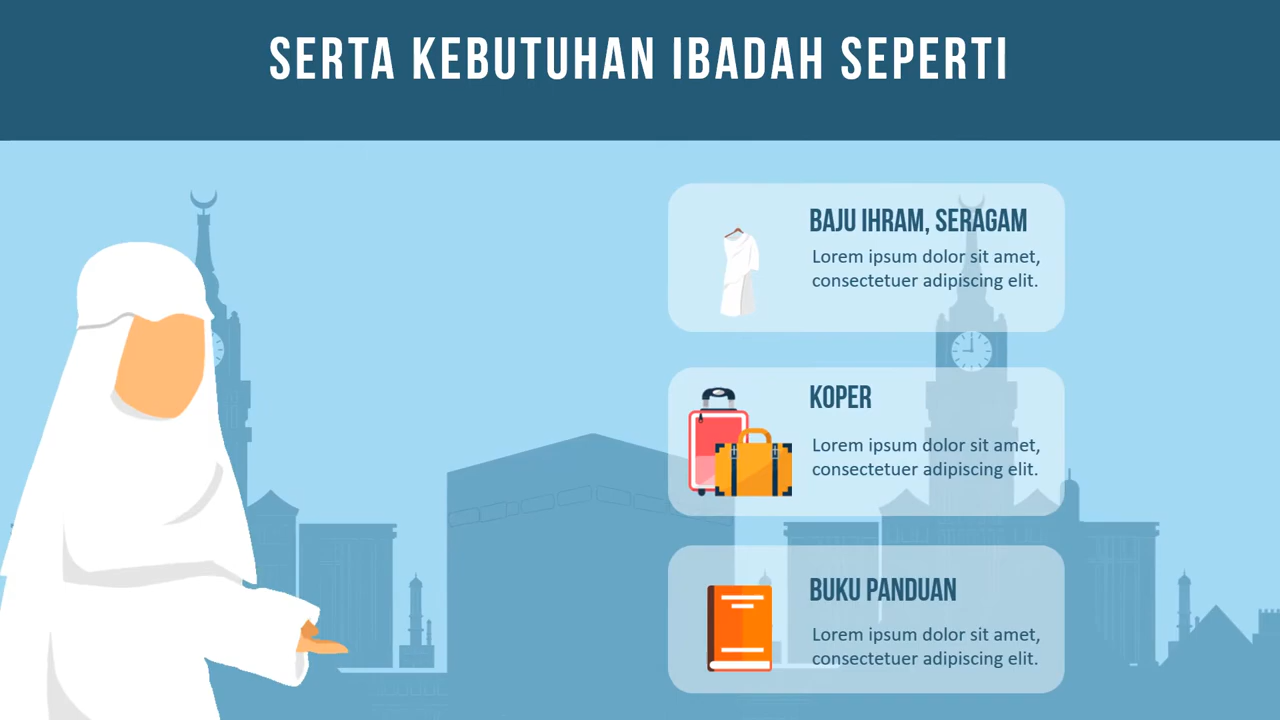 SERTA KEBUTUHAN IBADAH SEPERTI
BAJU IHRAM, SERAGAM
Lorem ipsum dolor sit amet,
consectetuer adipiscing elit.
KOPER
Lorem ipsum dolor sit amet,
consectetuer adipiscing elit.
BUKU PANDUAN
Lorem ipsum dolor sit amet,
consectetuer adipiscing elit.